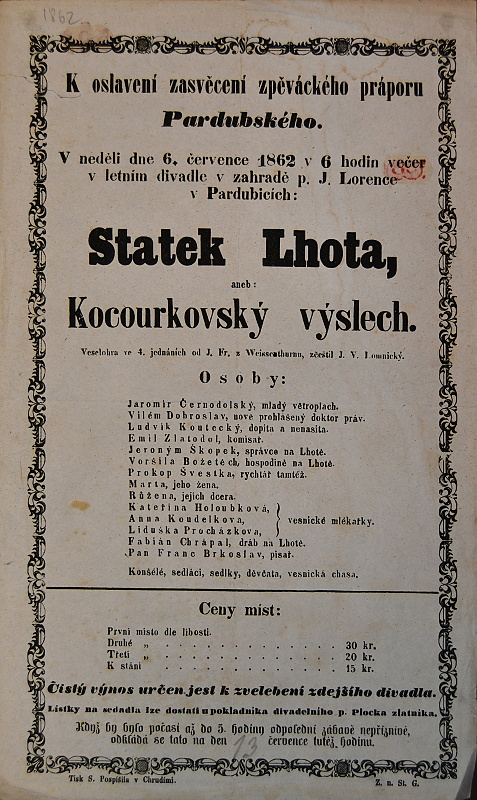 1862.
K oslavení zasvěcení zpěváckého práporu
Pardubského.
V neděli dne 6. července 1862 v 6 hodin večer
v letním divadle v zahradě p. J. Lorence
v Pardubicích:
Statek Lhota,
aneb:
Kocourkovský výslech.
Veselohra ve 4. jednáních od J. Fr. z Weissenthurnu, zčeštil J. V. Lomnický.
Osoby:
Jaromír Černodolský, mladý větroplach.
Vilém Dobroslav, nově prohlášený doktor práv.
Ludvík Koutecký, dopita a nenasita.
Emil Zlatodol, komisař.
Jeroným Škopek, správce na Lhotě.
Voršila Božetěch, hospodině na Lhotě.
Prokop Švestka, rychtář tamtéž.
Marta, jeho žena.
Růžena, jejich dcera.
Kateřina Holoubková,
Anna Koudelkova,
Liduška Procházkova,
vesnické mlékařky.
Fabián Chrápal, dráb na Lhotě.
Pan Franc Brkoslav, písař.
Konšelé, sedláci, sedlky, děvčata, vesnická chasa.
Ceny míst:
První místo dle libosti.
Druhé „ . . . . . . . . . . . . . . 30 kr.
Třetí „ . . . . . . . . . . . . . . 20 kr.
K stání . . . . . . . . . . . . . . 15 kr.
Čistý výnos určen jest k zvelebení zdejšího divadla.
Lístky na sedadla lze dostati u pokladníka divadelního p. Plocka zlatníka.
Když by bylo počasí až do 5. hodiny odpolední zábavě nepříznivé,
odkládá se tato na den 13 července tutéž hodinu.
Tisk S. Pospíšila v Chrudimi.
Z. n. St. G.